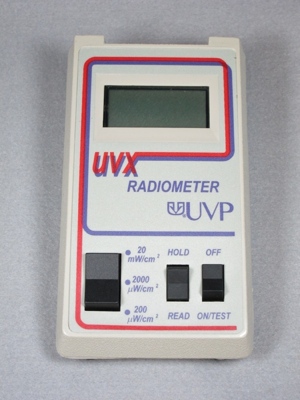 UVX
RADIOMETER
UVP
20
mW/cm²
2000
µW/cm²
200
µW/cm²
HOLD
OFF
READ
ON/TEST